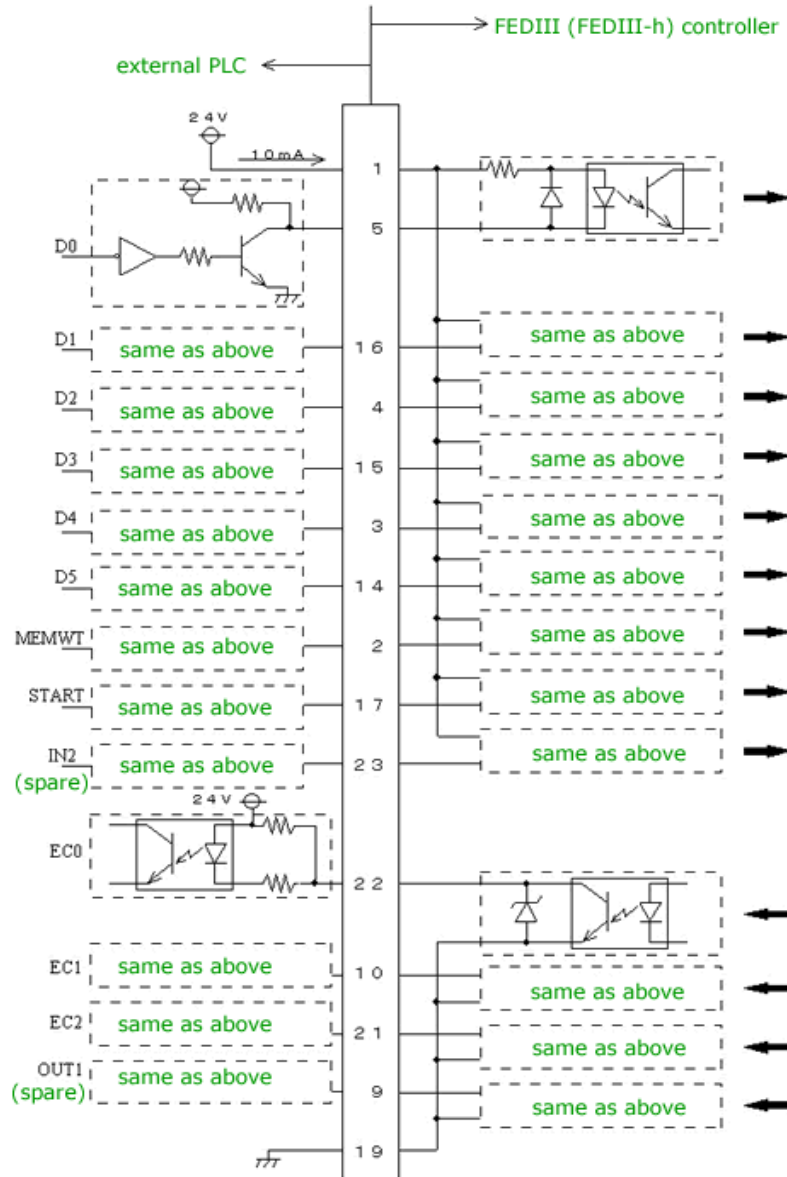 FEDIII (FEDIII-h) controller
external PLC
24V
10mA
1
5
D0
D1
same as above
16
same as above
D2
same as above
4
same as above
D3
same as above
15
same as above
D4
same as above
3
same as above
D5
same as above
14
same as above
MEMWT
same as above
2
same as above
START
same as above
17
same as above
IN2
(spare)
same as above
23
same as above
24V
EC0
22
EC1
same as above
10
same as above
EC2
same as above
21
same as above
OUT1
(spare)
same as above
9
same as above
19